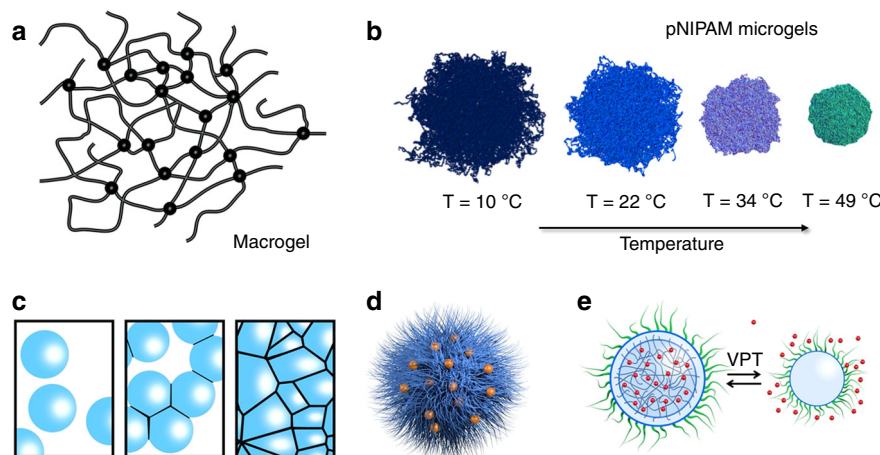 a
Macrogel
b
pNIPAM microgels
T = 10 °C
T = 22 °C
T = 34 °C
T = 49 °C
Temperature
c
d
e
VPT